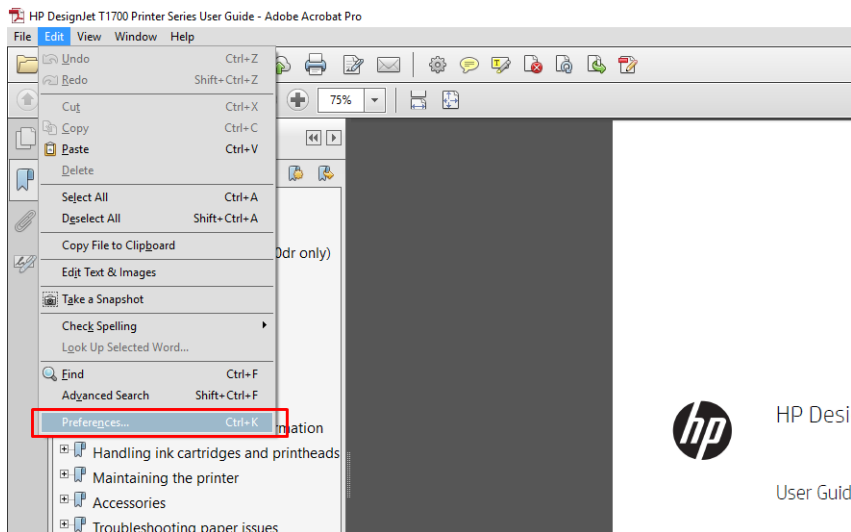 HP DesignJet T1700 Printer Series User Guide - Adobe Acrobat Pro
File Edit View Window Help
Undo Ctrl+Z
Redo Shift+Ctrl+Z
75%
Cut Ctrl+X
Copy Ctrl+C
Paste Ctrl+V
Delete
Select All Ctrl+A
Deselect All Shift+Ctrl+A
Copy File to Clipboard
0dr only)
Edit Text & Images
Take a Snapshot
Check Spelling
Look Up Selected Word...
Find Ctrl+F
Advanced Search Shift+Ctrl+F
Preferences... Ctrl+K
rmation
Handling ink cartridges and printheads
Maintaining the printer
Accessories
Troubleshooting paper issues
hp
HP Desi
User Guid